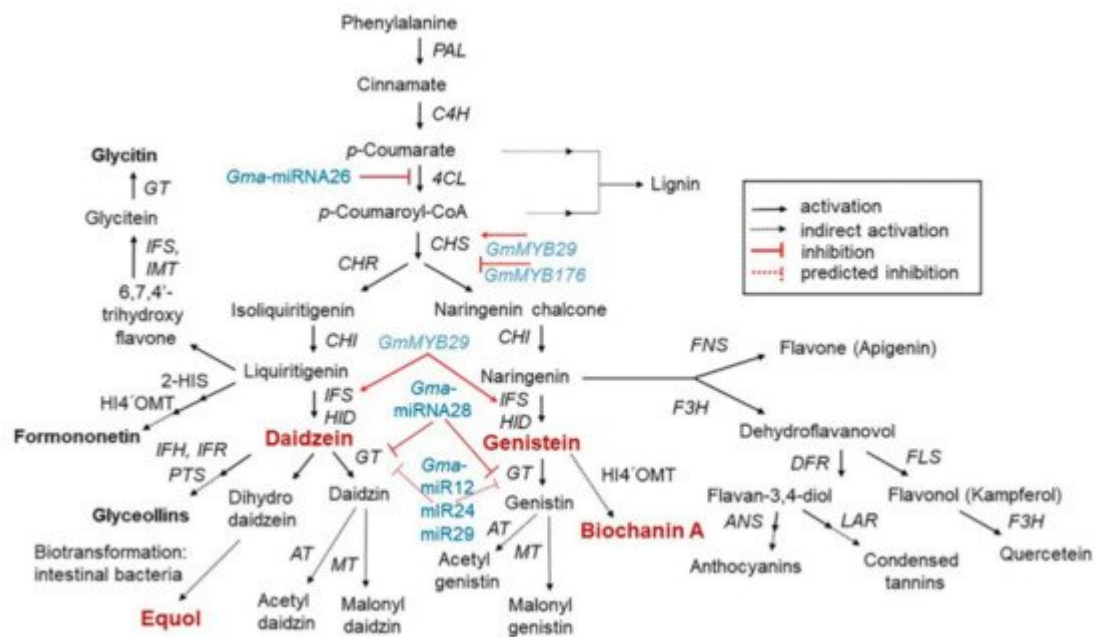 Phenylalanine
PAL
Cinnamate
C4H
p-Coumarate
Gma-miRNA26
4CL
Lignin
p-Coumaroyl-CoA
CHS
GmMYB29
GmMYB176
CHR
Glycitin
GT
Glycitein
IFS,
IMT
6,7,4'-
trihydroxy
flavone
activation
indirect activation
inhibition
predicted inhibition
Isoliquiritigenin
Naringenin chalcone
CHI
GmMYB29
CHI
Liquiritigenin
Naringenin
FNS
Flavone (Apigenin)
F3H
2-HIS
HI4´OMT
Formononetin
IFS
HID
Gma-
miRNA28
IFS
HID
Daidzein
Genistein
Dehydroflavanovol
IFH, IFR
PTS
GT
Gma-
miR12
mIR24
miR29
GT
HI4´OMT
DFR
FLS
Glyceollins
Dihydro
daidzein
Daidzin
Genistin
Biochanin A
Flavan-3,4-diol
Flavonol (Kampferol)
ANS
LAR
F3H
Biotransformation:
intestinal bacteria
AT
MT
AT
MT
Acetyl
genistin
Anthocyanins
Condensed
tannins
Quercetein
Equol
Acetyl
daidzin
Malonyl
daidzin
Malonyl
genistin